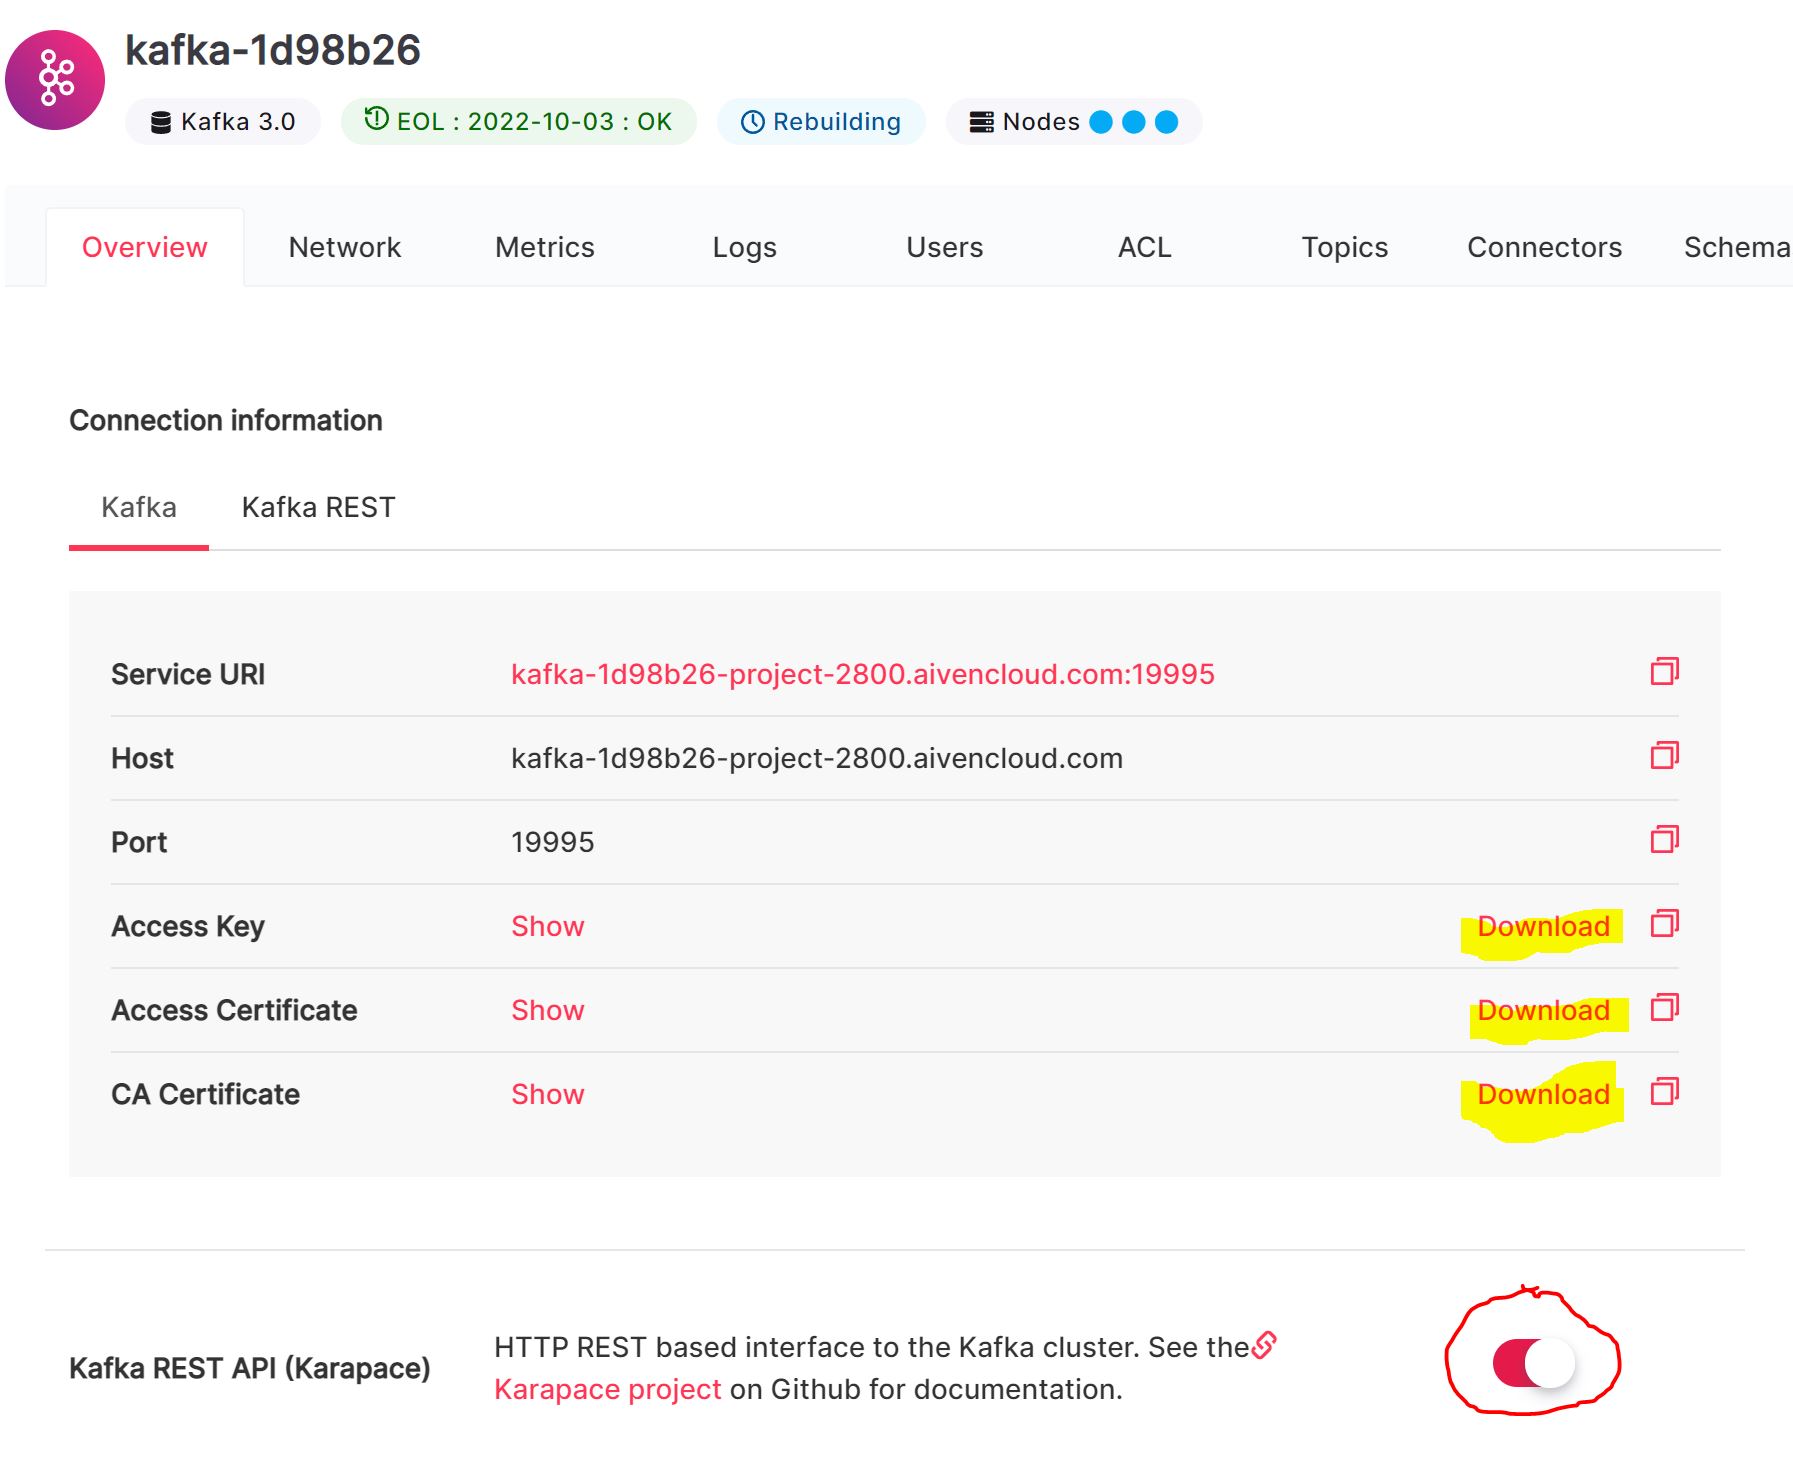 kafka-1d98b26
Kafka 3.0 EOL : 2022-10-03 : OK Rebuilding Nodes
Overview Network Metrics Logs Users ACL Topics Connectors Schema
Connection information
Kafka Kafka REST
Service URI kafka-1d98b26-project-2800.aivencloud.com:19995
Host kafka-1d98b26-project-2800.aivencloud.com
Port 19995
Access Key Show Download
Access Certificate Show Download
CA Certificate Show Download
Kafka REST API (Karapace)
HTTP REST based interface to the Kafka cluster. See the
Karapace project on Github for documentation.